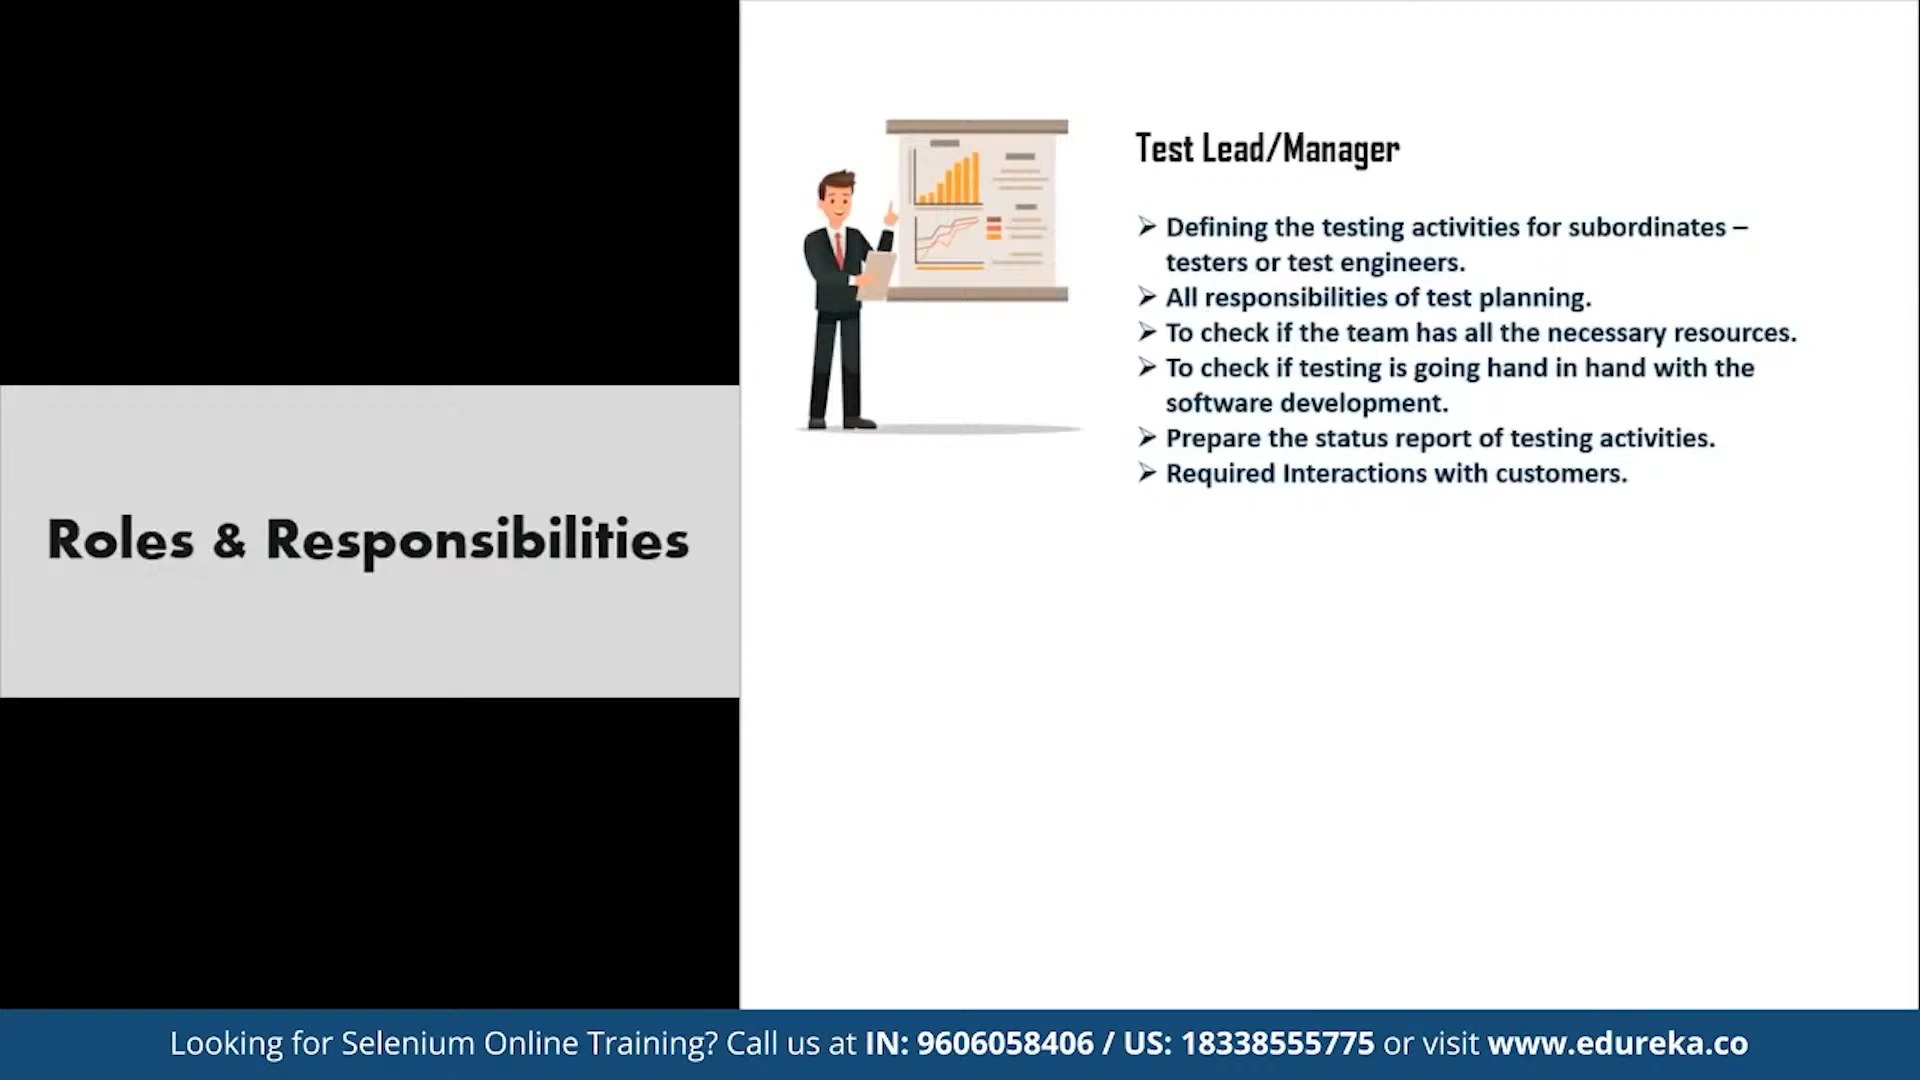 Roles & Responsibilities
Test Lead/Manager
➢ Defining the testing activities for subordinates –
testers or test engineers.
➢ All responsibilities of test planning.
➢ To check if the team has all the necessary resources.
➢ To check if testing is going hand in hand with the
software development.
➢ Prepare the status report of testing activities.
➢ Required Interactions with customers.
Looking for Selenium Online Training? Call us at IN: 9606058406 / US: 18338555775 or visit www.edureka.co